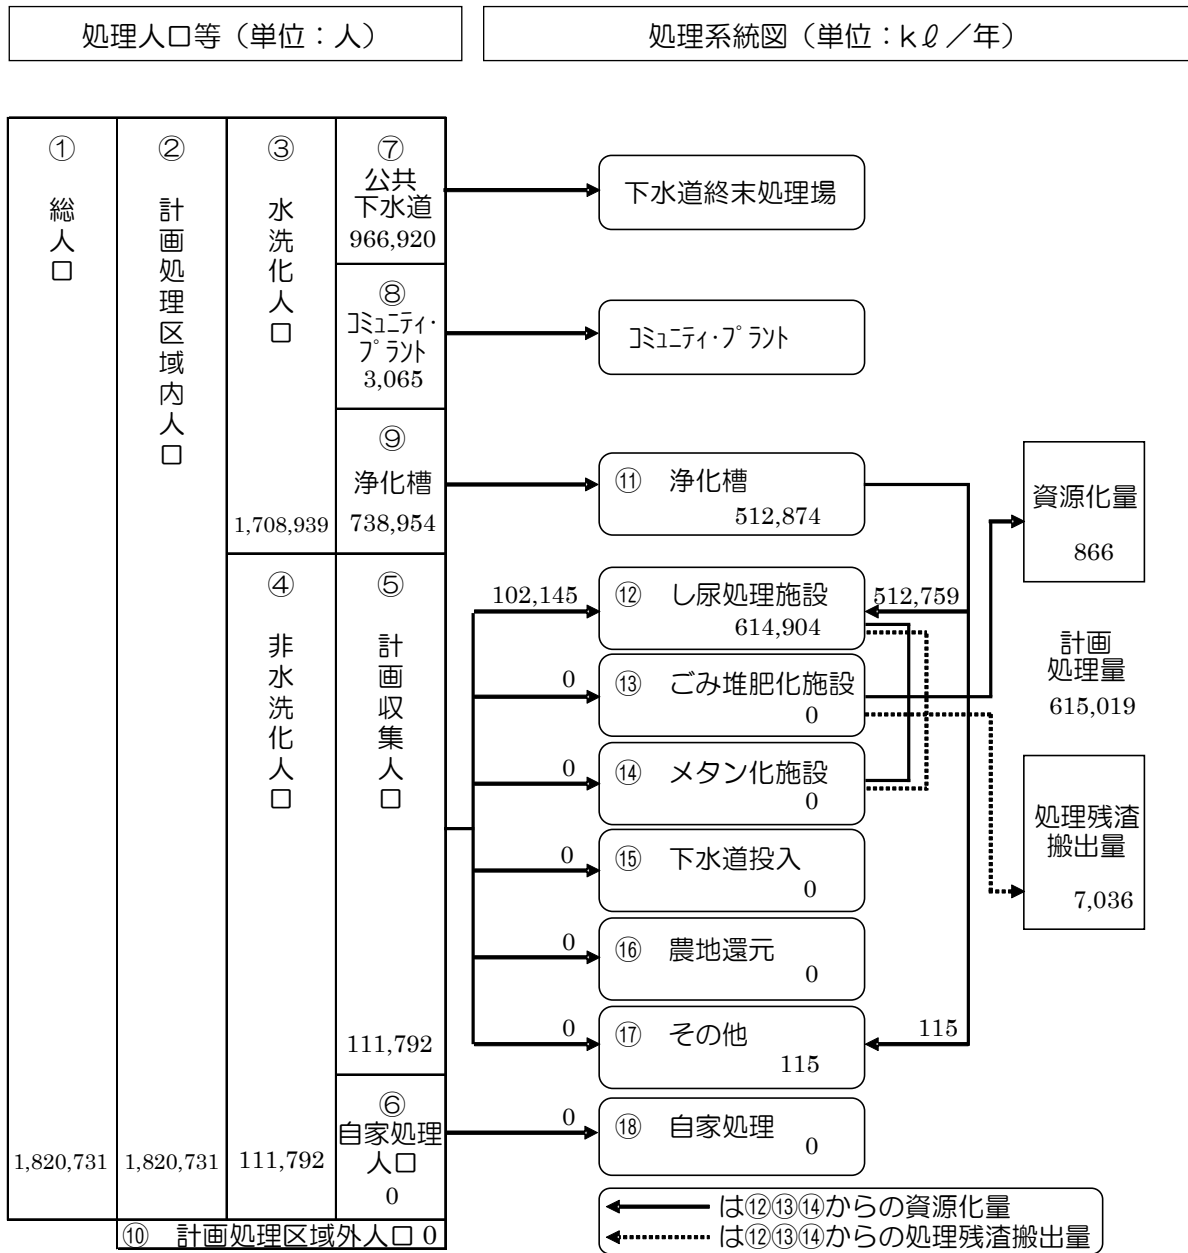 処理人口等（単位：人）
処理系統図（単位：kℓ／年）
①
総人口
1,820,731
②
計画処理区域内人口
1,820,731
③
水洗化人口
1,708,939
④
非水洗化人口
111,792
⑦
公共
下水道
966,920
⑧
ｺﾐｭﾆﾃｨ・
ﾌﾟﾗﾝﾄ
3,065
⑨
浄化槽
738,954
⑤
計画収集人口
111,792
⑥
自家処理
人口
0
⑩ 計画処理区域外人口 0
下水道終末処理場
ｺﾐｭﾆﾃｨ・ﾌﾟﾗﾝﾄ
⑪ 浄化槽
512,874
102,145
⑫ し尿処理施設
614,904
512,759
0
⑬ ごみ堆肥化施設
0
0
⑭ メタン化施設
0
0
⑮ 下水道投入
0
0
⑯ 農地還元
0
0
⑰ その他
115
115
0
⑱ 自家処理
0
資源化量
866
計画
処理量
615,019
処理残渣
搬出量
7,036
は⑫⑬⑭からの資源化量
は⑫⑬⑭からの処理残渣搬出量